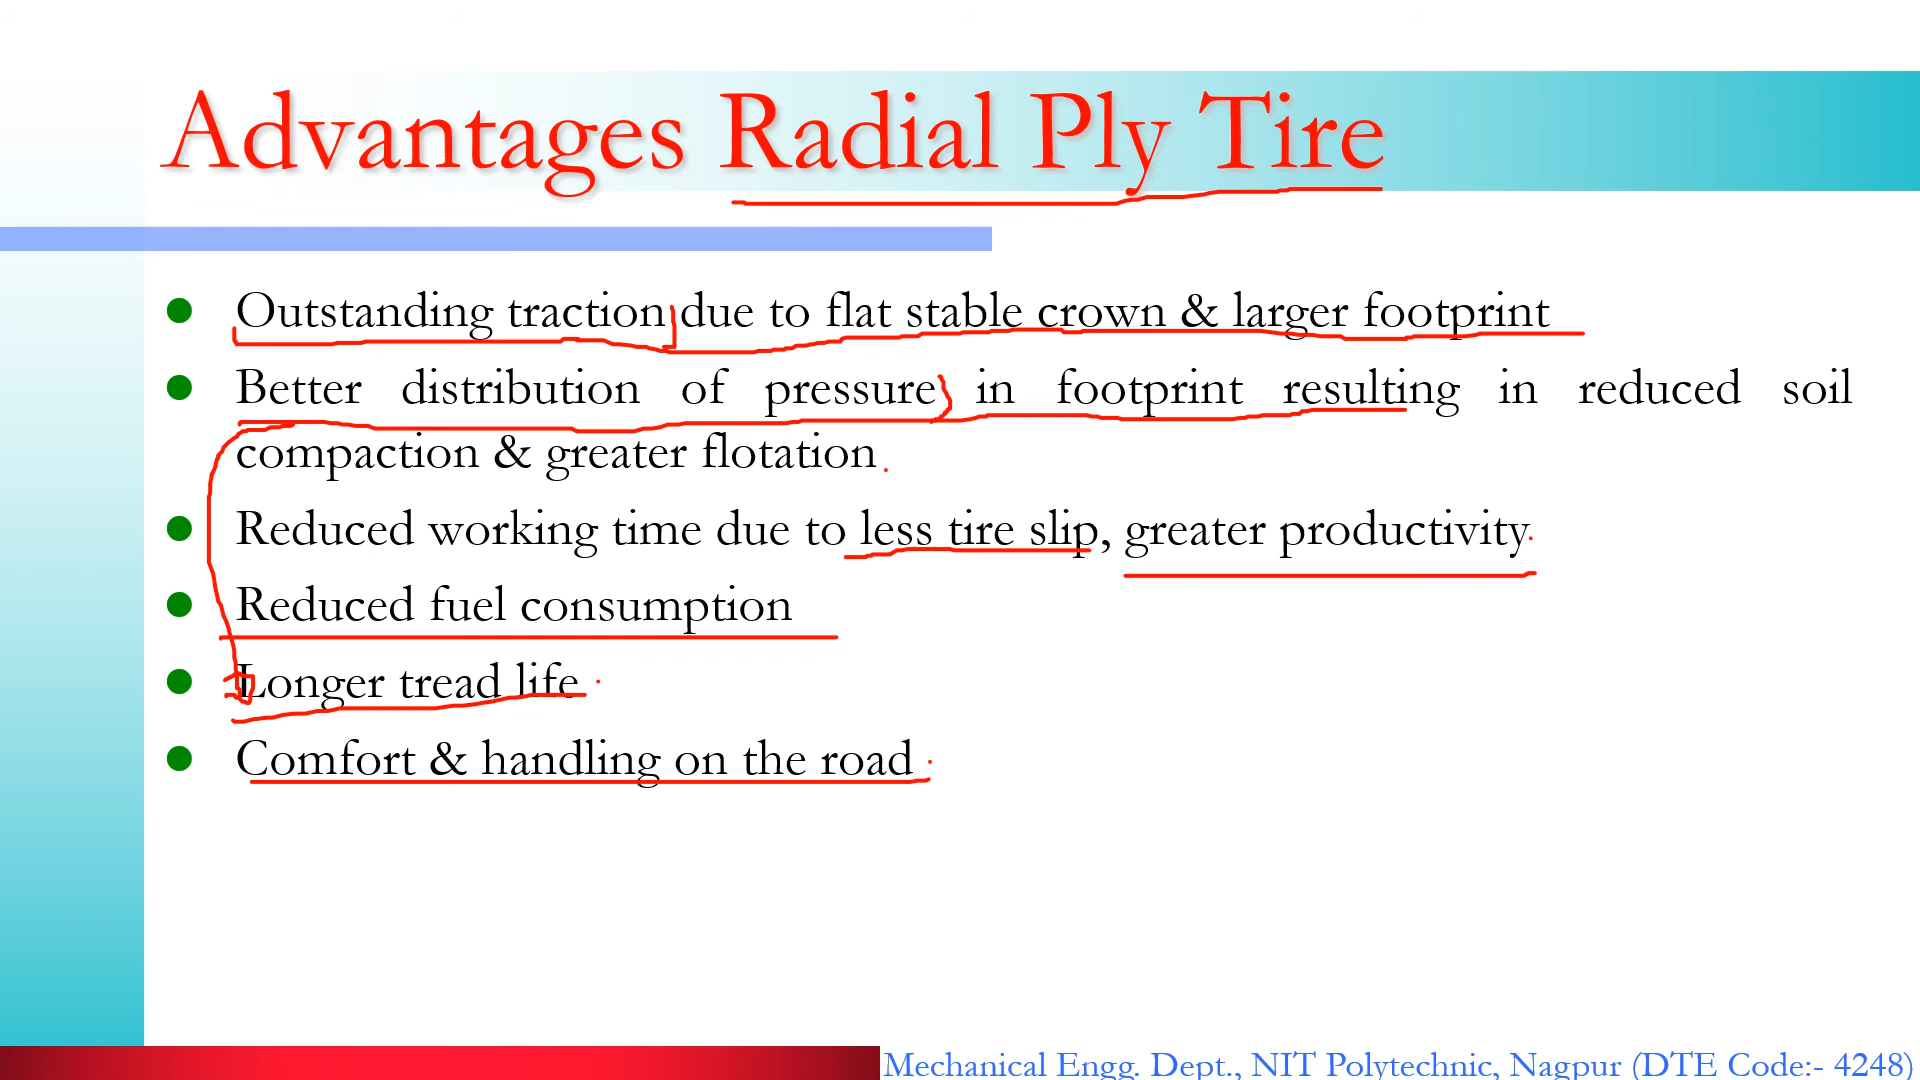 Advantages Radial Ply Tire
Outstanding traction due to flat stable crown & larger footprint
Better distribution of pressure in footprint resulting in reduced soil
compaction & greater flotation
Reduced working time due to less tire slip, greater productivity
Reduced fuel consumption
Longer tread life
Comfort & handling on the road
Mechanical Engg. Dept., NIT Polytechnic, Nagpur (DTE Code:- 4248)